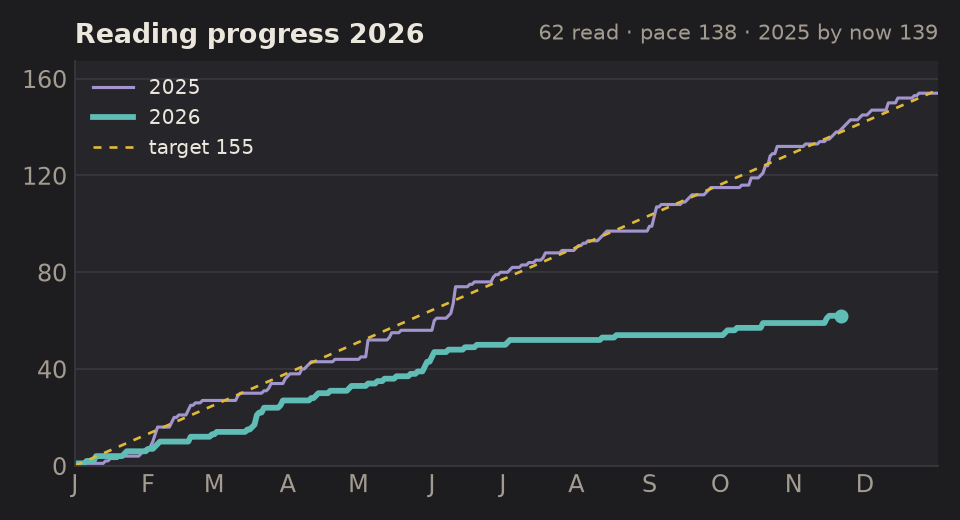 Reading progress 2026
62 read · pace 138 · 2025 by now 139
2025
2026
target 155
160
120
80
40
0
J F M A M J J A S O N D